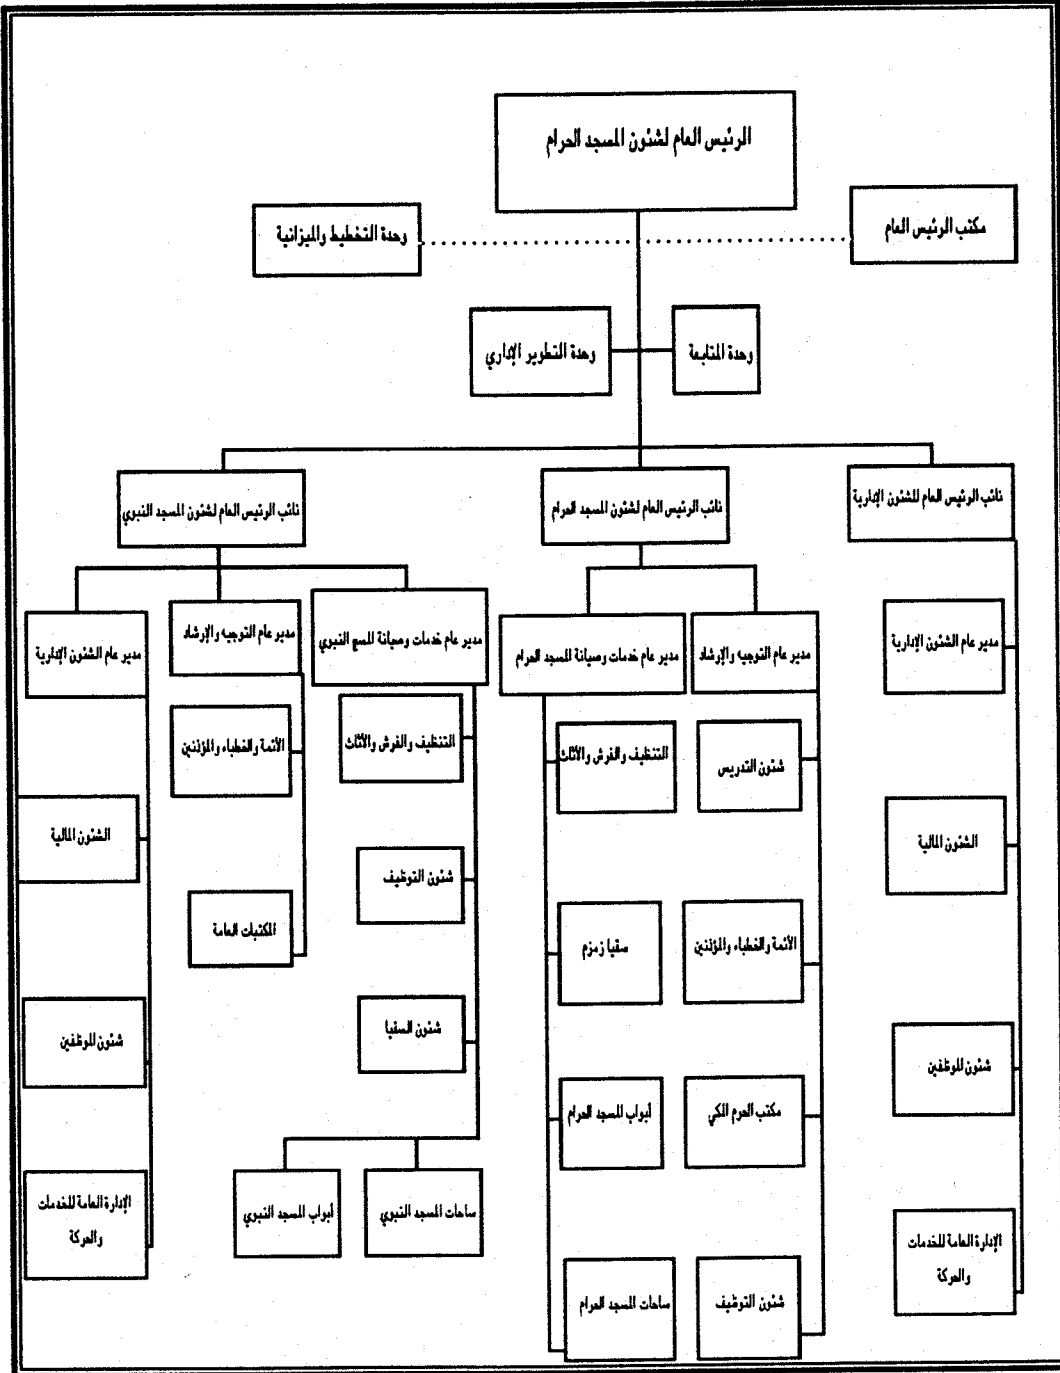 الرئيس العام لشئون المسجد الحرام
مكتب الرئيس العام
وحدة التخطيط والميزانية
وحدة المتابعة
وحدة التطوير الإداري
نائب الرئيس العام للشئون الإدارية
نائب الرئيس العام لشئون المسجد الحرام
نائب الرئيس العام لشئون المسجد النبوي
مدير عام الشئون الإدارية
الشئون المالية
شئون الموظفين
الإدارة العامة للخدمات
والحركة
مدير عام التوجيه والإرشاد
شئون التدريس
الأئمة والخطباء والمؤذنين
مكتب الحرم المكي
شئون التوظيف
مدير عام خدمات وصيانة المسجد الحرام
التنظيف والفرش والأثاث
سقيا زمزم
أبواب المسجد الحرام
ساحات المسجد الحرام
مدير عام خدمات وصيانة المسج النبوي
التنظيف والفرش والأثاث
شئون التوظيف
شئون السقيا
ساحات المسجد النبوي
أبواب المسجد النبوي
مدير عام التوجيه والإرشاد
الأئمة والخطباء والمؤذنين
المكتبات العامة
مدير عام الشئون الإدارية
الشئون المالية
شئون الموظفين
الإدارة العامة للخدمات
والحركة